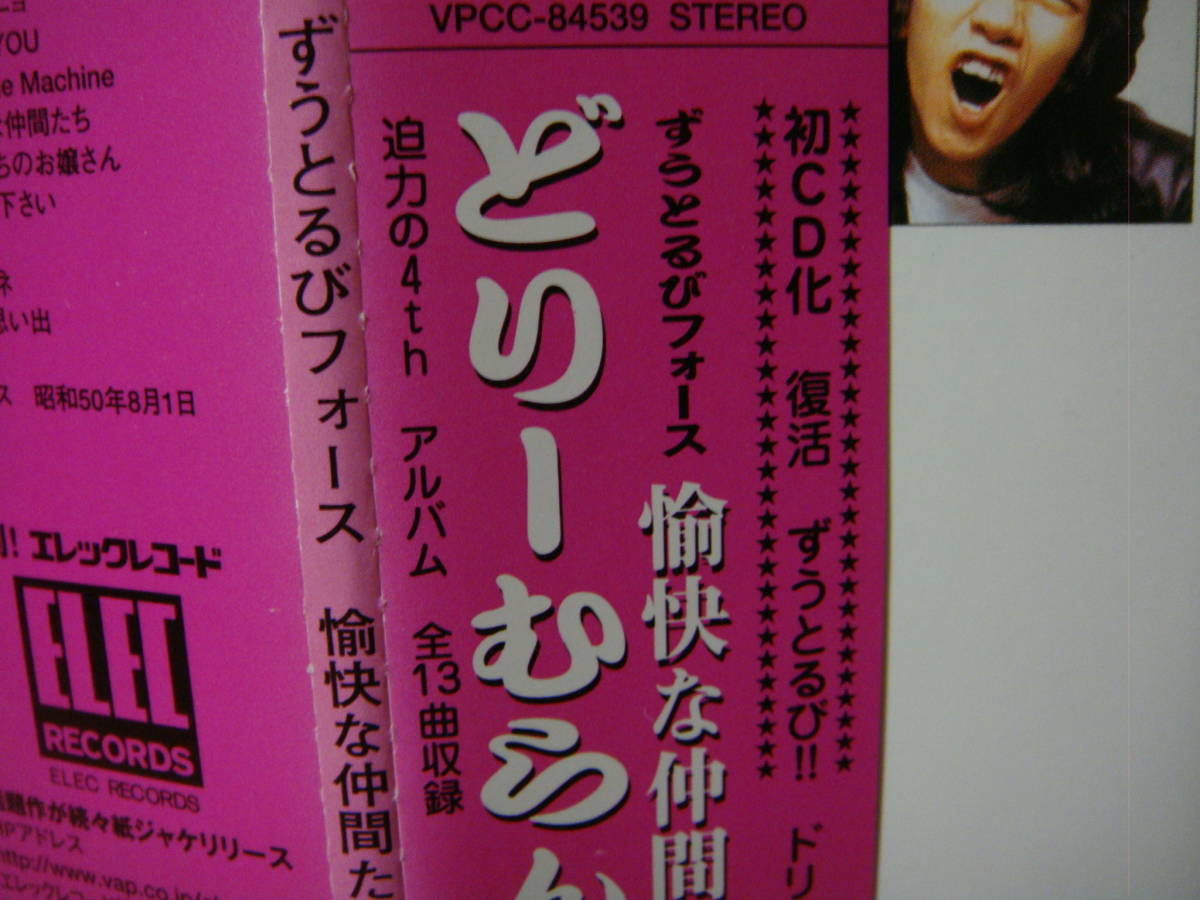 VPCC-84539 STEREO
初CD化 復活 ずうとるび!! ドリ
ずうとるびフォース 愉快な仲間
どりーむらん
迫力の4th アルバム 全13曲収録
ずうとるびフォース 愉快な仲間た
YOU
e Machine
仲間たち
ちのお嬢さん
下さい
ネ
思い出
ス 昭和50年8月1日
! エレックレコード
ELEC
RECORDS
ELEC RECORDS
題作が続々紙ジャケリリース
HPアドレス
http://www.vap.co.jp/
エレックレコード